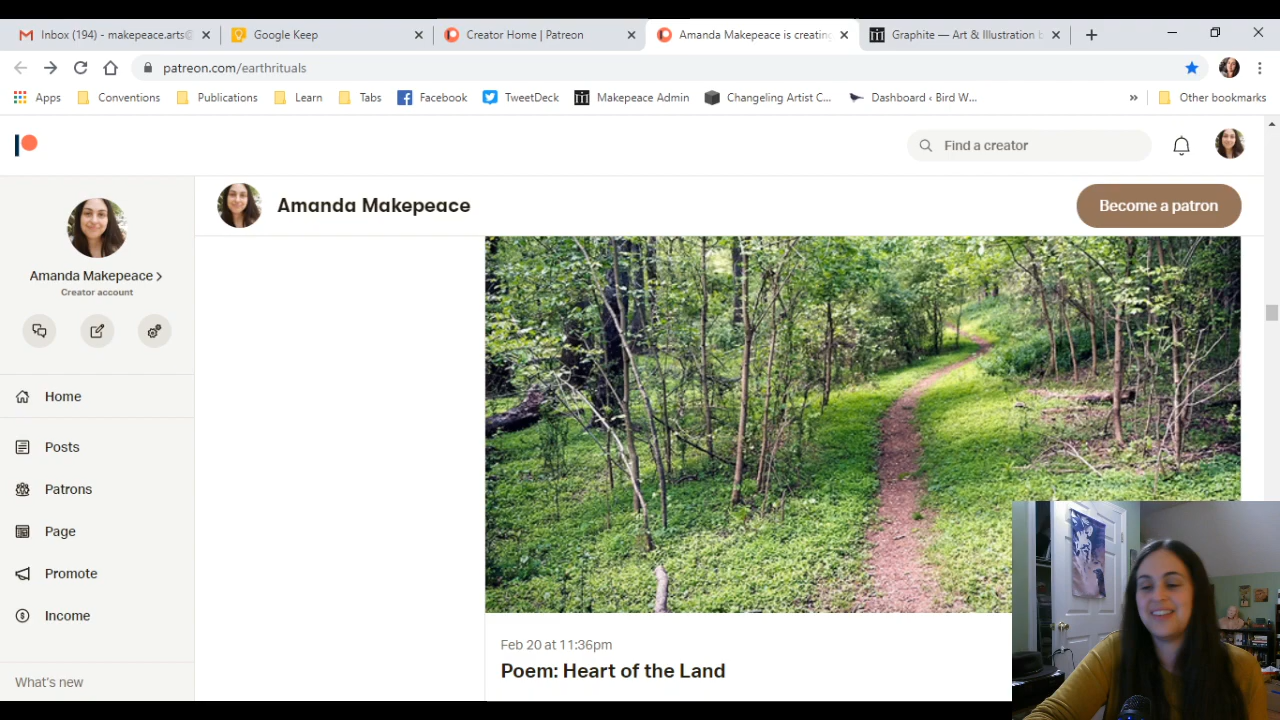 Inbox (194) - makepeace.arts@
Google Keep
Creator Home | Patreon
Amanda Makepeace is creating
Graphite — Art & Illustration b
patreon.com/earthrituals
Apps
Conventions
Publications
Learn
Tabs
Facebook
TweetDeck
Makepeace Admin
Changeling Artist C...
Dashboard ‹ Bird W...
»
Other bookmarks
Find a creator
Amanda Makepeace
Become a patron
Amanda Makepeace
Creator account
Home
Posts
Patrons
Page
Promote
Income
What's new
Feb 20 at 11:36pm
Poem: Heart of the Land